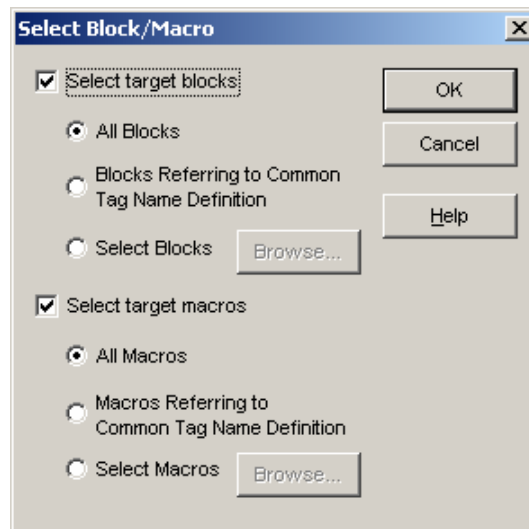 Select Block/Macro
Select target blocks
OK
All Blocks
Cancel
Blocks Referring to Common
Tag Name Definition
Help
Select Blocks
Browse...
Select target macros
All Macros
Macros Referring to
Common Tag Name Definition
Select Macros
Browse...